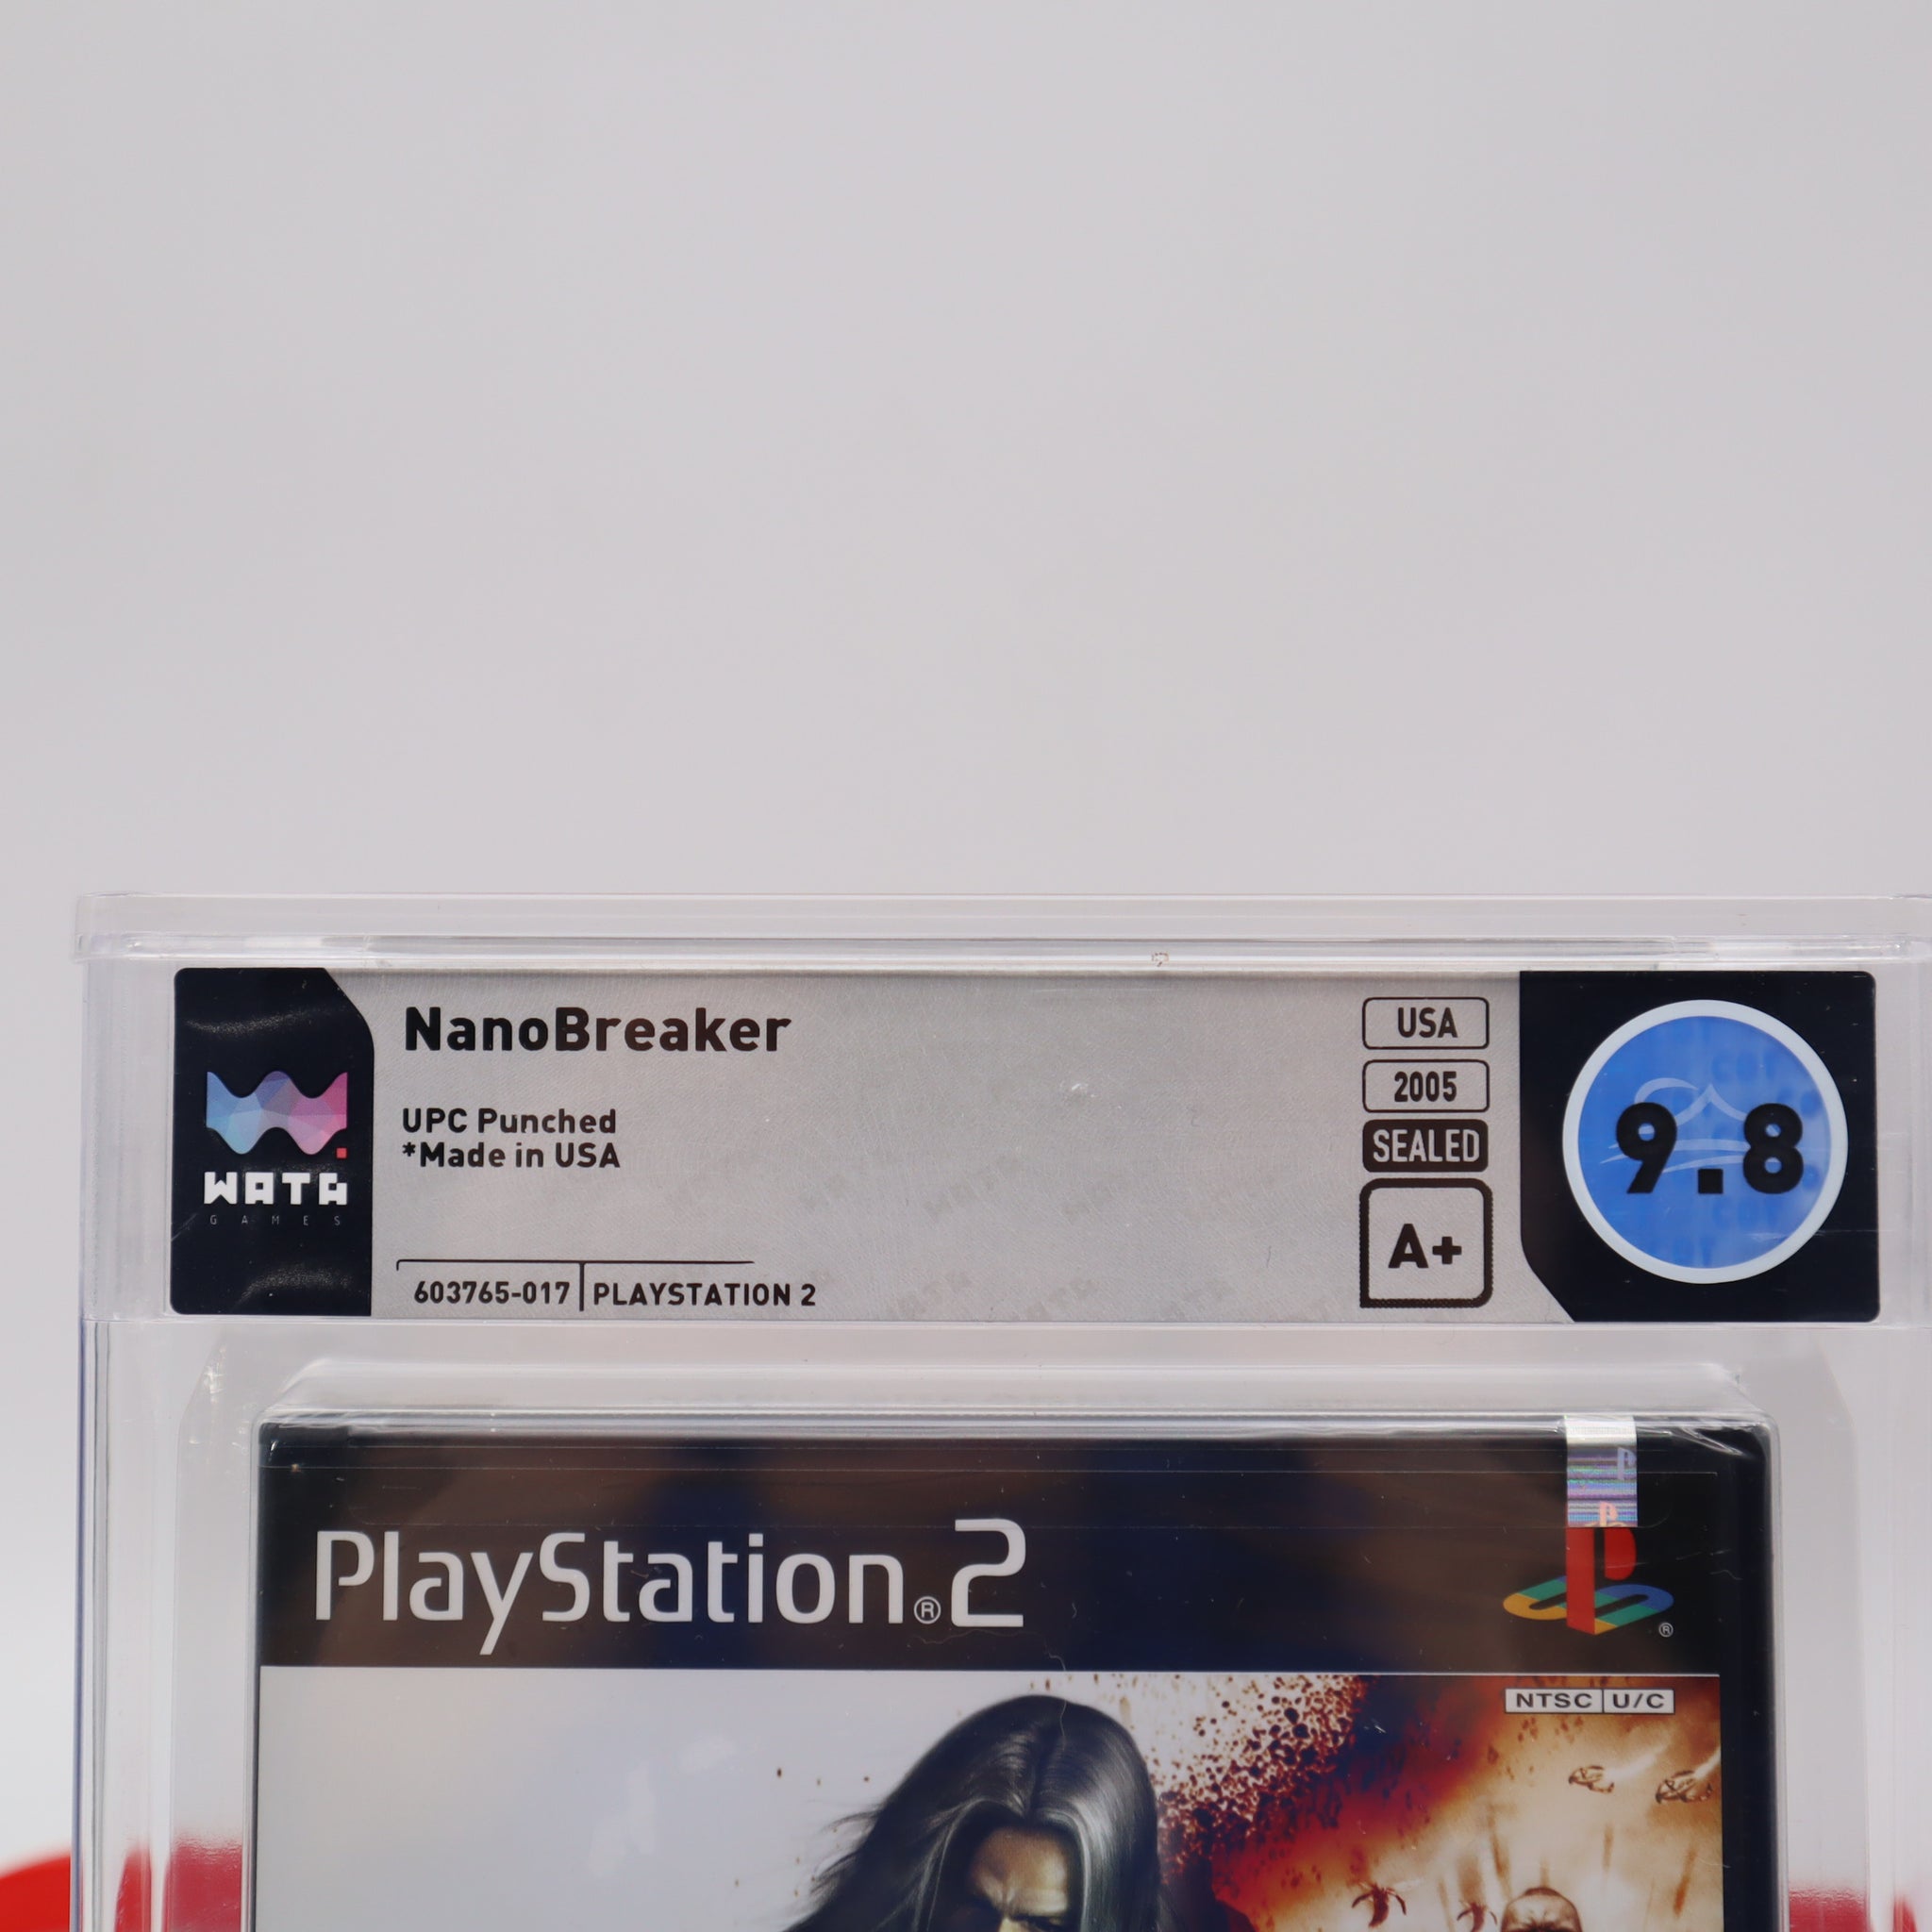 NanoBreaker
UPC Punched
*Made in USA
603765-017 PLAYSTATION 2
WATA
GAMES
USA
2005
SEALED
A+
9.8
PlayStation®2
®
NTSC U/C